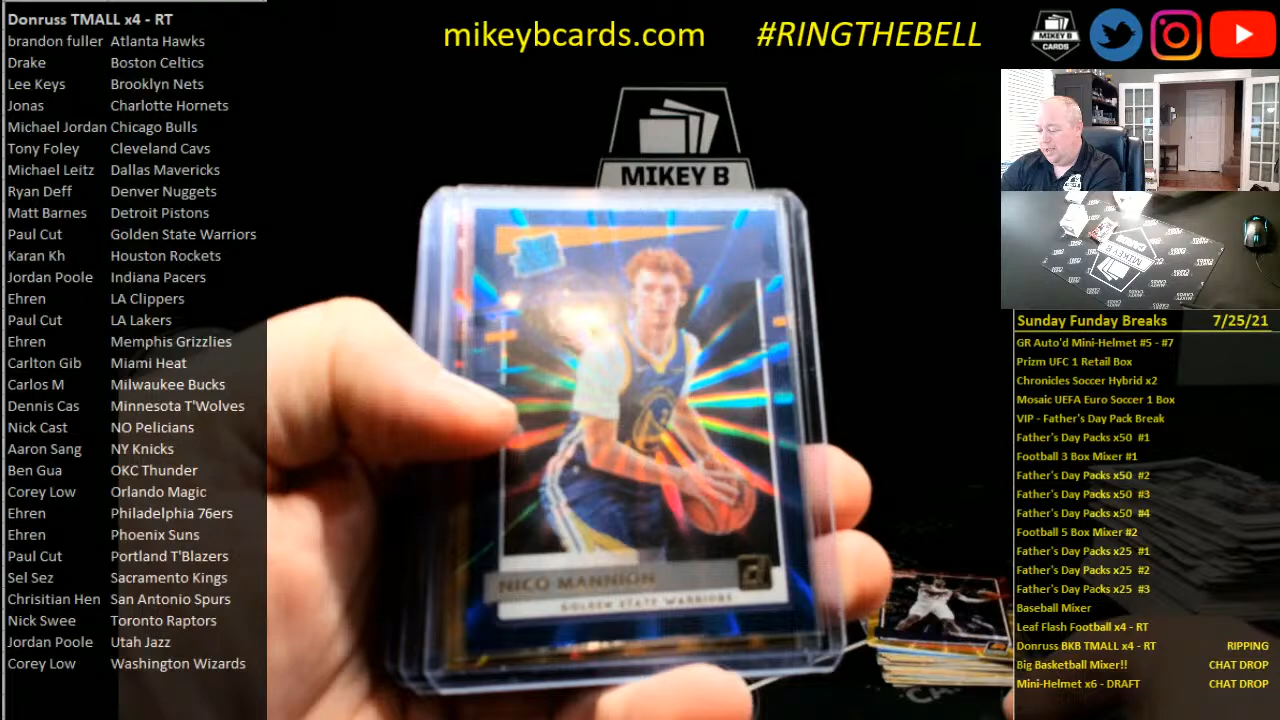 Donruss TMALL x4 - RT
brandon fuller Atlanta Hawks
Drake Boston Celtics
Lee Keys Brooklyn Nets
Jonas Charlotte Hornets
Michael Jordan Chicago Bulls
Tony Foley Cleveland Cavs
Michael Leitz Dallas Mavericks
Ryan Deff Denver Nuggets
Matt Barnes Detroit Pistons
Paul Cut Golden State Warriors
Karan Kh Houston Rockets
Jordan Poole Indiana Pacers
Ehren LA Clippers
Paul Cut LA Lakers
Ehren Memphis Grizzlies
Carlton Gib Miami Heat
Carlos M Milwaukee Bucks
Dennis Cas Minnesota T'Wolves
Nick Cast NO Pelicians
Aaron Sang NY Knicks
Ben Gua OKC Thunder
Corey Low Orlando Magic
Ehren Philadelphia 76ers
Ehren Phoenix Suns
Paul Cut Portland T'Blazers
Sel Sez Sacramento Kings
Chrisitian Hen San Antonio Spurs
Nick Swee Toronto Raptors
Jordan Poole Utah Jazz
Corey Low Washington Wizards
mikeybcards.com #RINGTHEBELL
MIKEY B
CARDS
MIKEY B
NICO MANNION
GOLDEN STATE WARRIORS
Sunday Funday Breaks 7/25/21
GR Auto'd Mini-Helmet #5 - #7
Prizm UFC 1 Retail Box
Chronicles Soccer Hybrid x2
Mosaic UEFA Euro Soccer 1 Box
VIP - Father's Day Pack Break
Father's Day Packs x50 #1
Football 3 Box Mixer #1
Father's Day Packs x50 #2
Father's Day Packs x50 #3
Father's Day Packs x50 #4
Football 5 Box Mixer #2
Father's Day Packs x25 #1
Father's Day Packs x25 #2
Father's Day Packs x25 #3
Baseball Mixer
Leaf Flash Football x4 - RT
Donruss BKB TMALL x4 - RT RIPPING
Big Basketball Mixer!! CHAT DROP
Mini-Helmet x6 - DRAFT CHAT DROP